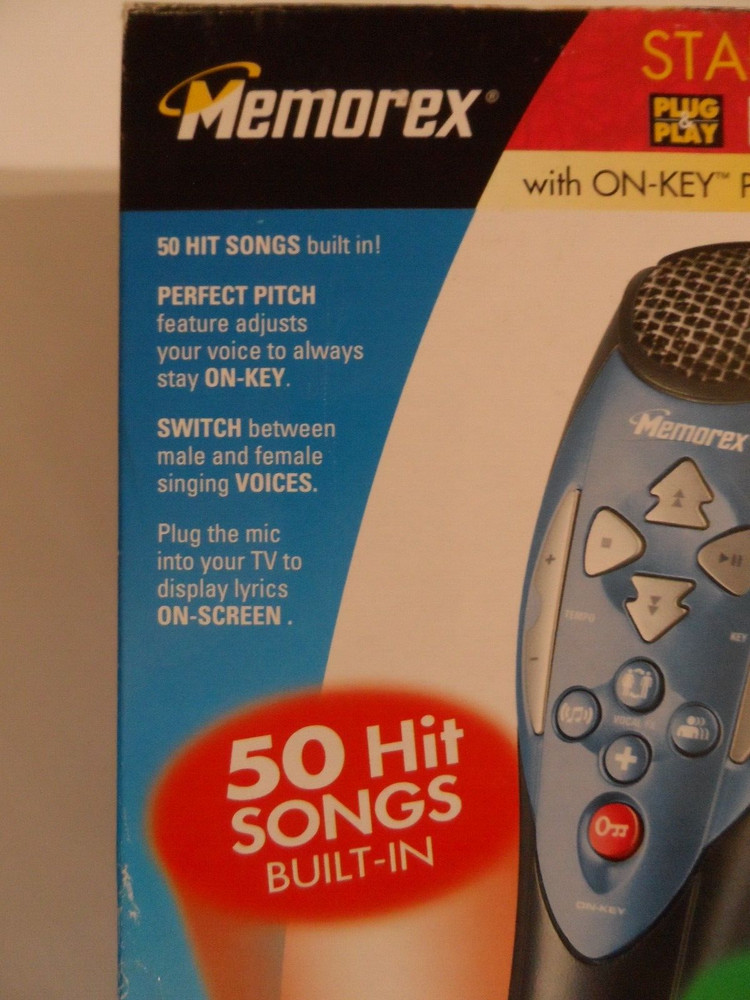 Memorex®
STA
PLUG
&
PLAY
with ON-KEY™ P
50 HIT SONGS built in!
PERFECT PITCH
feature adjusts
your voice to always
stay ON-KEY.
SWITCH between
male and female
singing VOICES.
Plug the mic
into your TV to
display lyrics
ON-SCREEN .
50 Hit
SONGS
BUILT-IN
Memorex
+
TEMPO
-
KEY
VOCAL FX
+
ON-KEY